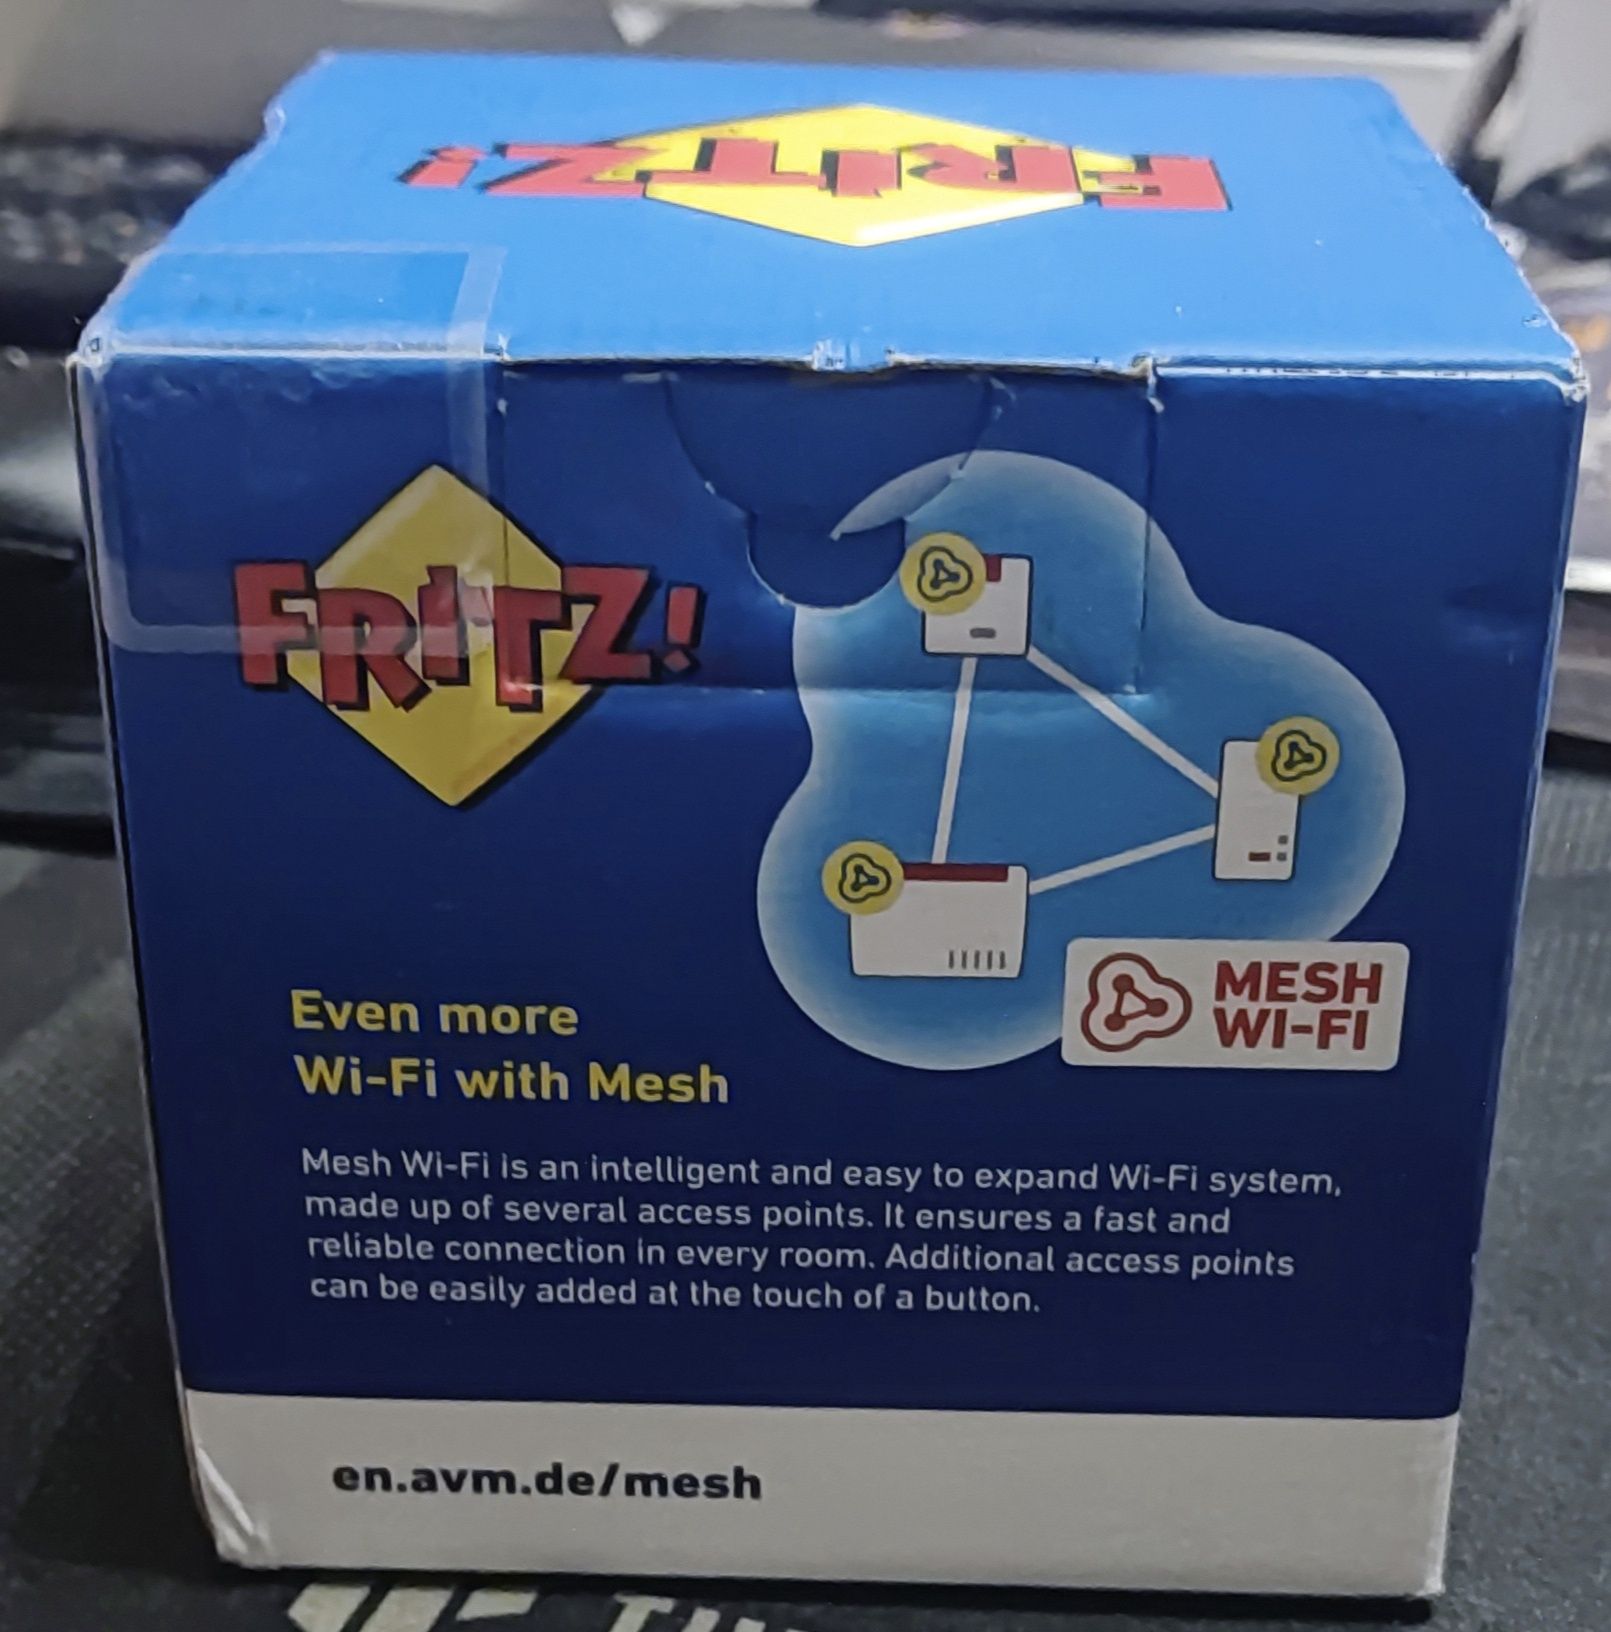 FRITZ!
FRITZ!
MESH
WI-FI
Even more
Wi-Fi with Mesh
Mesh Wi-Fi is an intelligent and easy to expand Wi-Fi system,
made up of several access points. It ensures a fast and
reliable connection in every room. Additional access points
can be easily added at the touch of a button.
en.avm.de/mesh